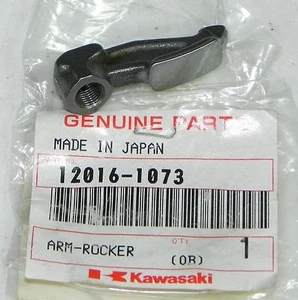 GENUINE PARTS
MADE IN JAPAN
12016-1073
ARM-ROCKER
QTY
1
(OR)
Kawasaki